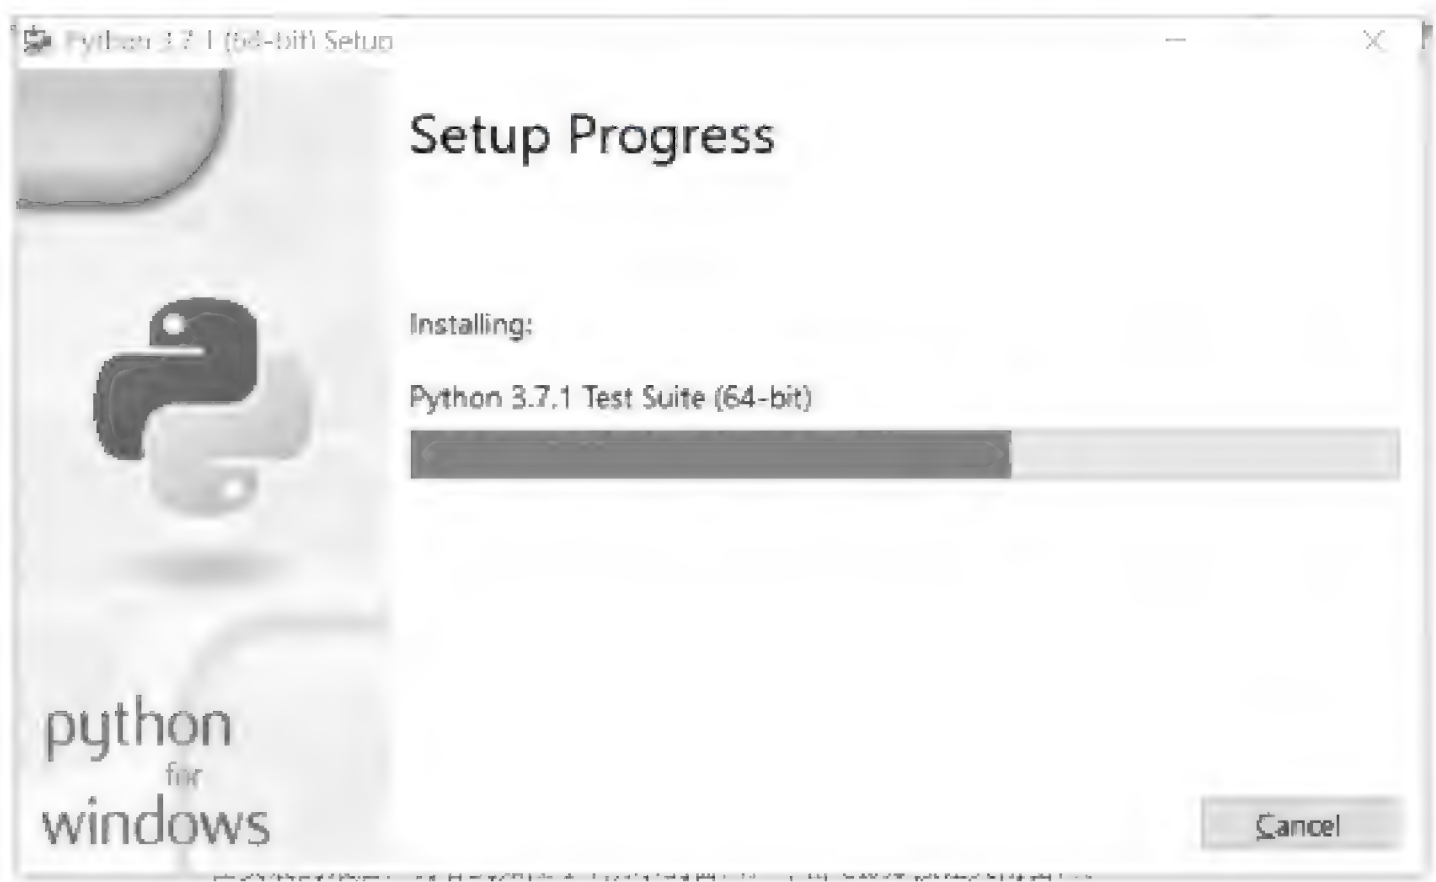 Python 3.7.1 (64-bit) Setup
Setup Progress
Installing:
Python 3.7.1 Test Suite (64-bit)
python
for
windows
Cancel